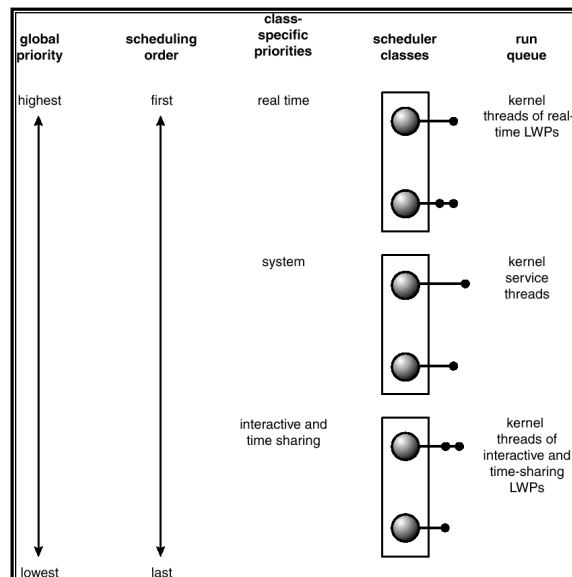 global
priority
scheduling
order
class-
specific
priorities
scheduler
classes
run
queue
highest
first
real time
kernel
threads of real-
time LWPs
system
kernel
service
threads
interactive and
time sharing
kernel
threads of
interactive and
time-sharing
LWPs
lowest
last